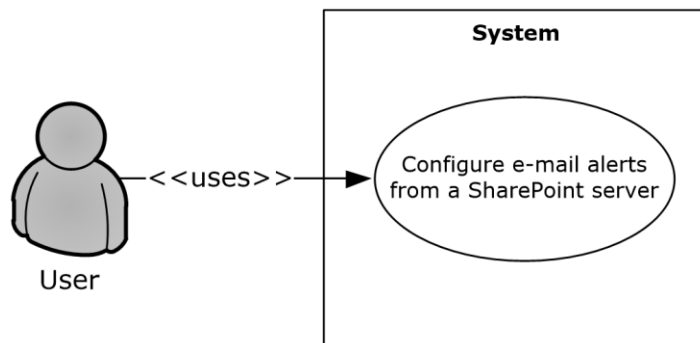 System
<<uses>>
Configure e-mail alerts
from a SharePoint server
User